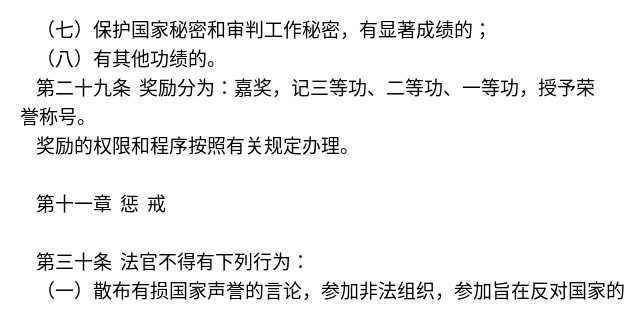 （七）保护国家秘密和审判工作秘密，有显著成绩的；
（八）有其他功绩的。
第二十九条 奖励分为：嘉奖，记三等功、二等功、一等功，授予荣
誉称号。
奖励的权限和程序按照有关规定办理。
第十一章 惩 戒
第三十条 法官不得有下列行为：
（一）散布有损国家声誉的言论，参加非法组织，参加旨在反对国家的